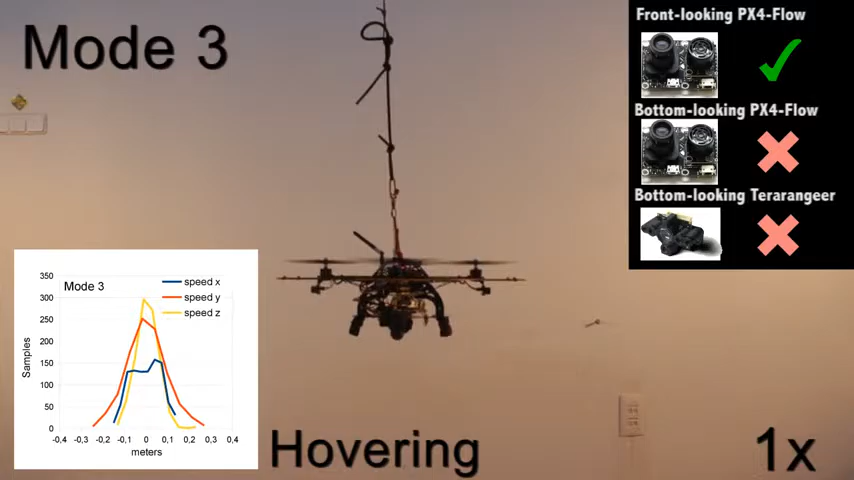 Mode 3
Front-looking PX4-Flow
Bottom-looking PX4-Flow
Bottom-looking Terarangeer
Mode 3
speed x
speed y
speed z
Samples
350
300
250
200
150
100
50
0
-0,4 -0,3 -0,2 -0,1 0 0,1 0,2 0,3 0,4
meters
Hovering
1x